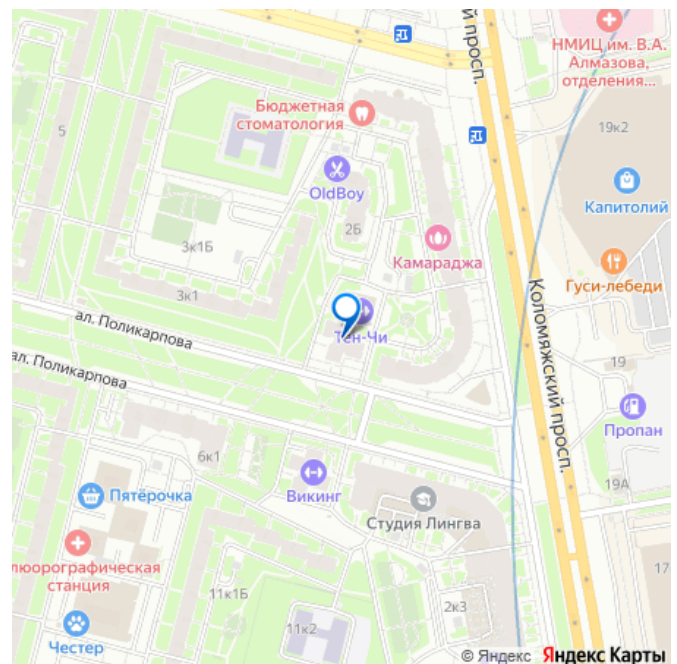 Коломяжский просп.
НМИЦ им. В.А.
Алмазова,
отделения...
Бюджетная
стоматология
19к2
5
OldBoy
Капитолий
2Б
3к1Б
Камараджа
Гуси-лебеди
3к1
Тен-Чи
ал. Поликарпова
Коломяжский просп.
19
ал. Поликарпова
Пропан
6к1
Викинг
19А
Пятёрочка
Студия Лингва
люорографическая
станция
17
11к1Б
2к3
11к2
Честер
© Яндекс Яндекс Карты